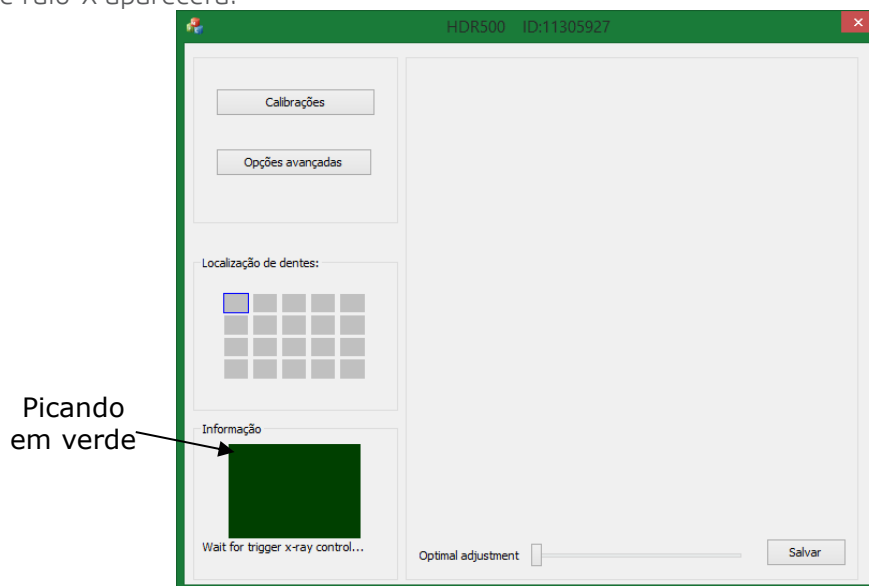 e raio-X aparecerá.
HDR500 ID:11305927
Calibrações
Opções avançadas
Localização de dentes:
Picando
em verde
Informação
Wait for trigger x-ray control...
Optimal adjustment
Salvar